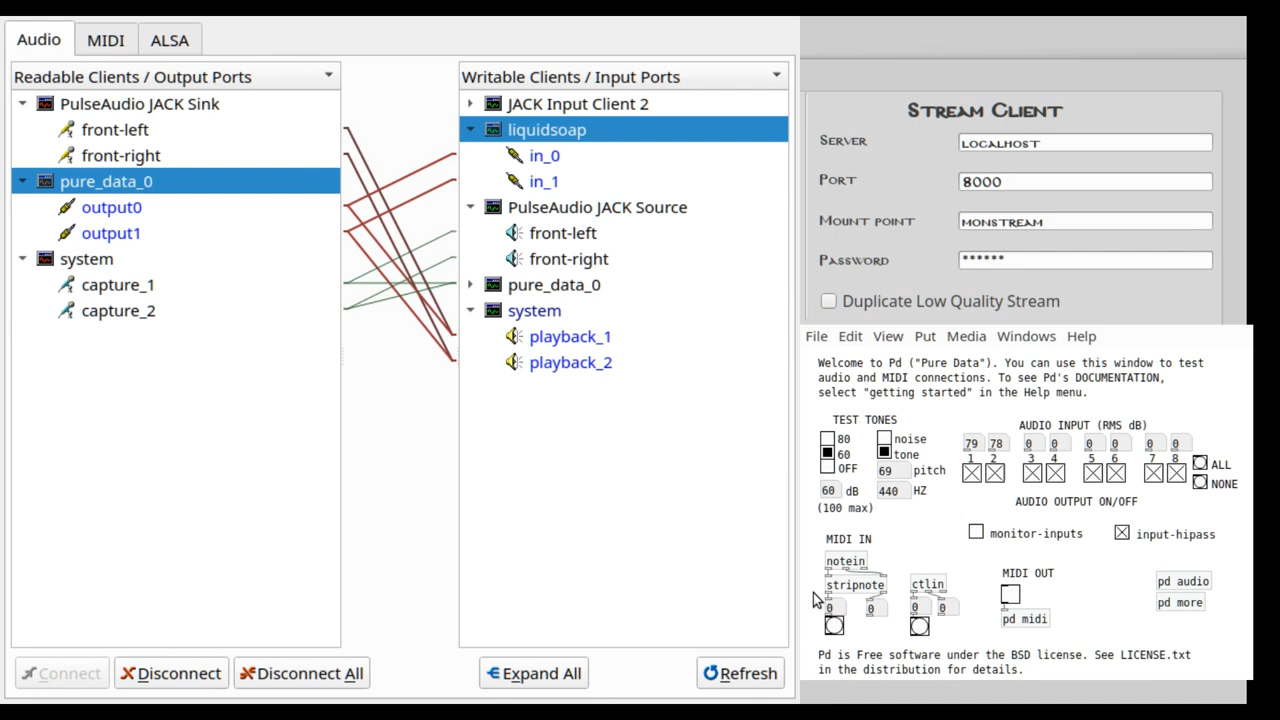 Audio
MIDI
ALSA
Readable Clients / Output Ports
PulseAudio JACK Sink
front-left
front-right
pure_data_0
output0
output1
system
capture_1
capture_2
Writable Clients / Input Ports
JACK Input Client 2
liquidsoap
in_0
in_1
PulseAudio JACK Source
front-left
front-right
pure_data_0
system
playback_1
playback_2
Connect
Disconnect
Disconnect All
Expand All
Refresh
Stream Client
Server
localhost
Port
8000
Mount point
monstream
Password
******
Duplicate Low Quality Stream
File Edit View Put Media Windows Help
Welcome to Pd ("Pure Data"). You can use this window to test
audio and MIDI connections. To see Pd's DOCUMENTATION,
select "getting started" in the Help menu.
TEST TONES
80
60
OFF
noise
tone
69 pitch
60 dB
440 HZ
(100 max)
AUDIO INPUT (RMS dB)
79 78 0 0 0 0 0 0
1 2 3 4 5 6 7 8
ALL
NONE
AUDIO OUTPUT ON/OFF
monitor-inputs
input-hipass
MIDI IN
notein
stripnote
0 0
ctlin
0 0
MIDI OUT
pd midi
pd audio
pd more
Pd is Free software under the BSD license. See LICENSE.txt
in the distribution for details.